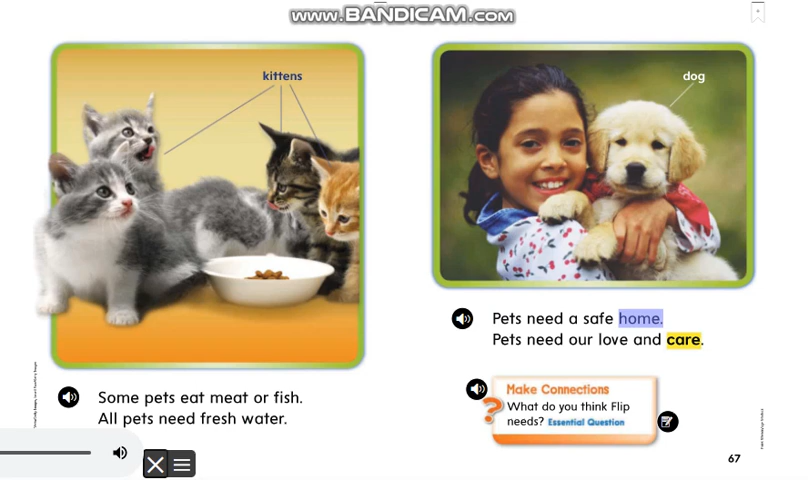 www.BANDICAM.com
kittens
dog
Some pets eat meat or fish.
All pets need fresh water.
Pets need a safe home.
Pets need our love and care.
Make Connections
What do you think Flip
needs? Essential Question
67